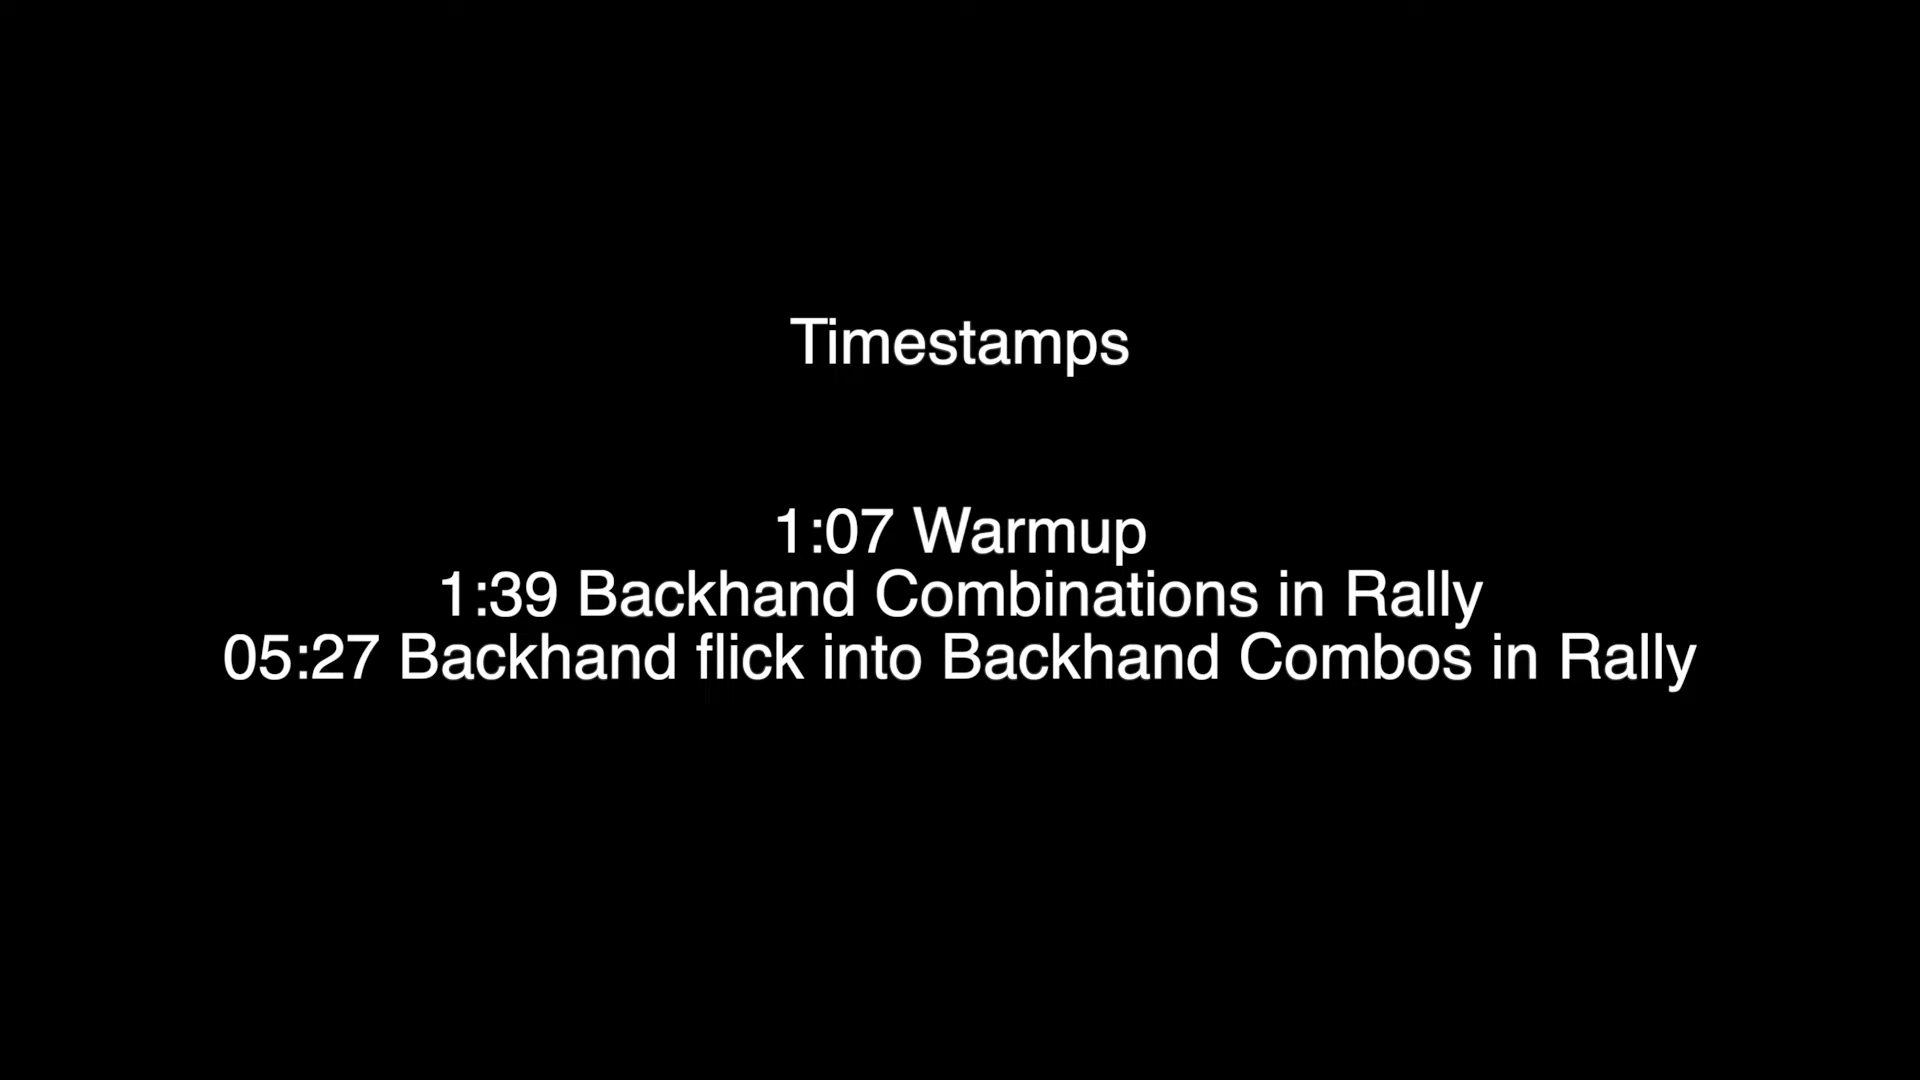 Timestamps
1:07 Warmup
1:39 Backhand Combinations in Rally
05:27 Backhand flick into Backhand Combos in Rally